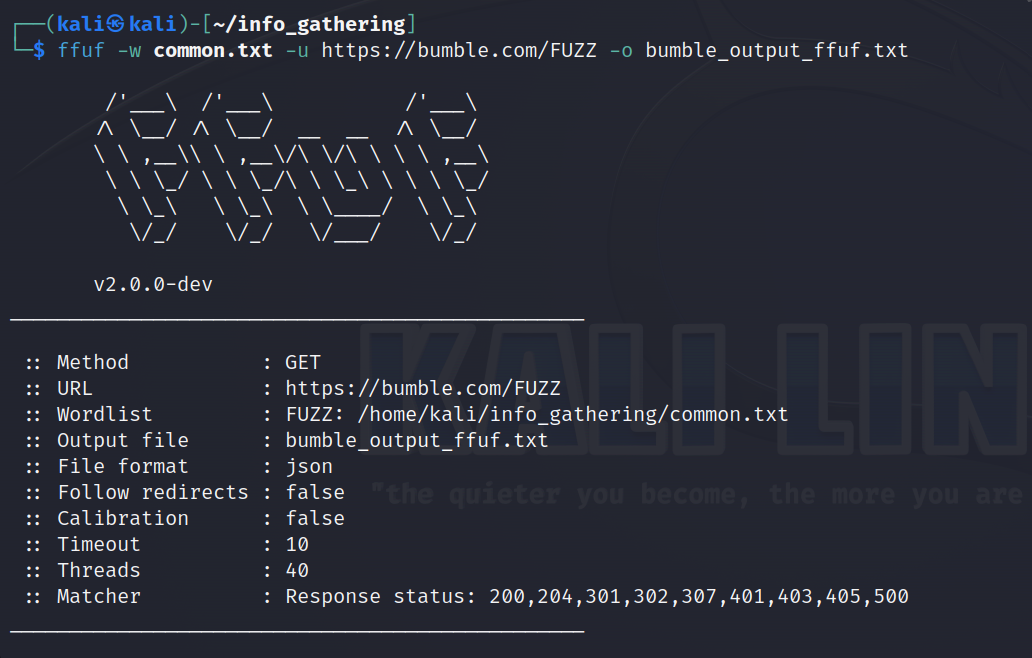 ┌──(kali㉿kali)-[~/info_gathering]
└─$ ffuf -w common.txt -u https://bumble.com/FUZZ -o bumble_output_ffuf.txt
        /'___\  /'___\           /'___\
       /\ \__/ /\ \__/  __  __  /\ \__/
       \ \ ,__\\ \ ,__\/\ \/\ \ \ \ ,__\
        \ \ \_/ \ \ \_/\ \ \_\ \ \ \ \_/
         \ \_\   \ \_\  \ \____/  \ \_\
          \/_/    \/_/   \/___/    \/_/
       v2.0.0-dev
________________________________________________
 :: Method           : GET
 :: URL              : https://bumble.com/FUZZ
 :: Wordlist         : FUZZ: /home/kali/info_gathering/common.txt
 :: Output file      : bumble_output_ffuf.txt
 :: File format      : json
 :: Follow redirects : false
 :: Calibration      : false
 :: Timeout          : 10
 :: Threads          : 40
 :: Matcher          : Response status: 200,204,301,302,307,401,403,405,500
________________________________________________
KALI LIN
"the quieter you become, the more you are